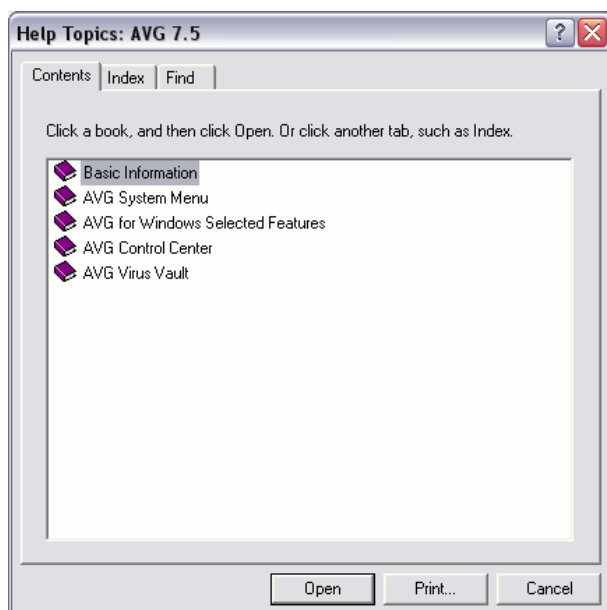 Help Topics: AVG 7.5
Contents Index Find
Click a book, and then click Open. Or click another tab, such as Index.
Basic Information
AVG System Menu
AVG for Windows Selected Features
AVG Control Center
AVG Virus Vault
Open Print... Cancel